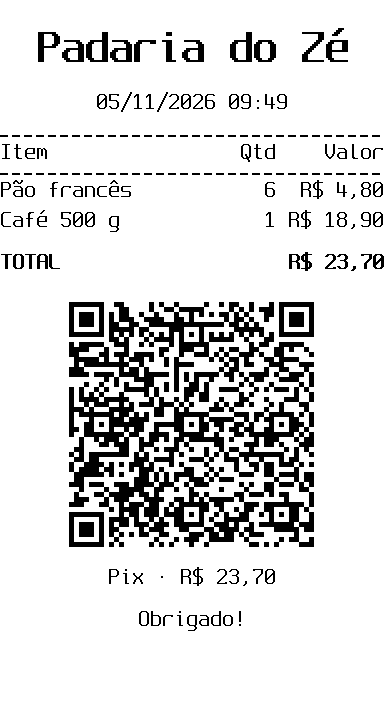 Padaria do Zé
05/11/2026 09:49
Item Qtd Valor
Pão francês 6 R$ 4,80
Café 500 g 1 R$ 18,90
TOTAL R$ 23,70
Pix · R$ 23,70
Obrigado!